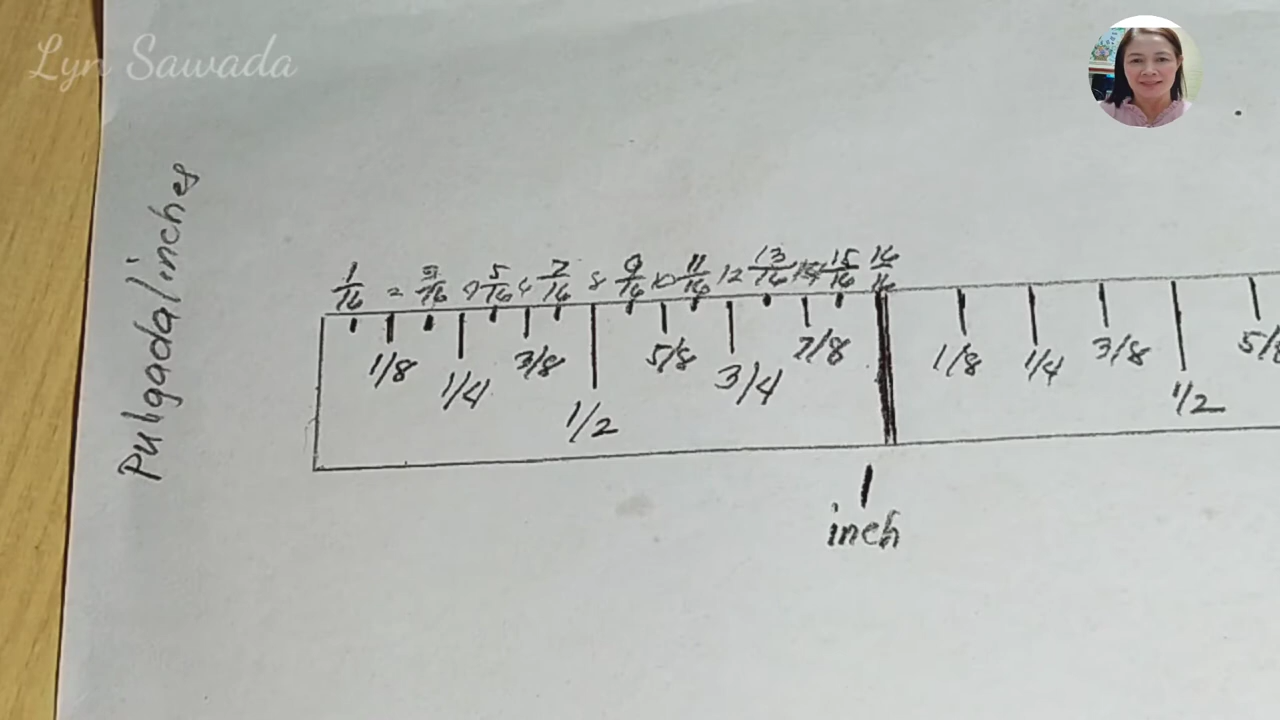 Lyn Sawada
Pulgada/inches
1/16 2 3/16 5/16 7/16 8 9/16 10 11/16 12 13/16 14 15/16 16/16
1/8 1/4 3/8 1/2 5/8 3/4 7/8 1/8 1/4 3/8 1/2
1
inch